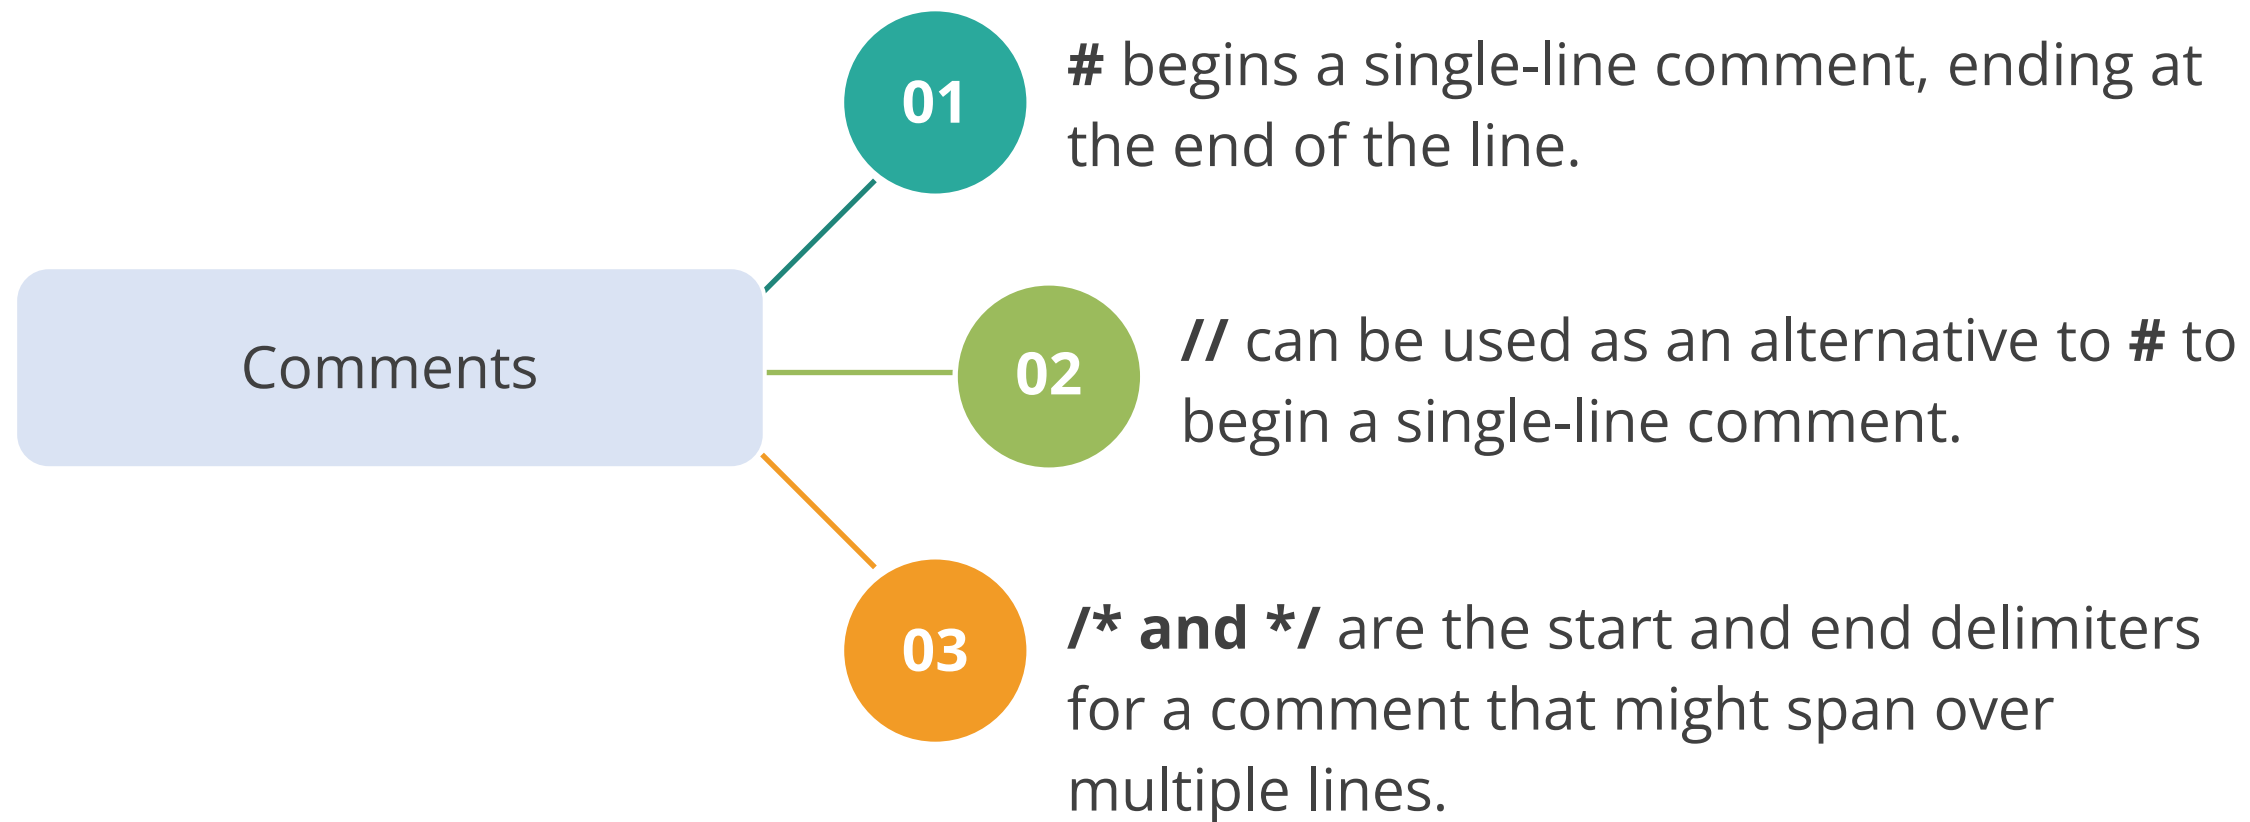 Comments
01
# begins a single-line comment, ending at
the end of the line.
02
// can be used as an alternative to # to
begin a single-line comment.
03
/* and */ are the start and end delimiters
for a comment that might span over
multiple lines.